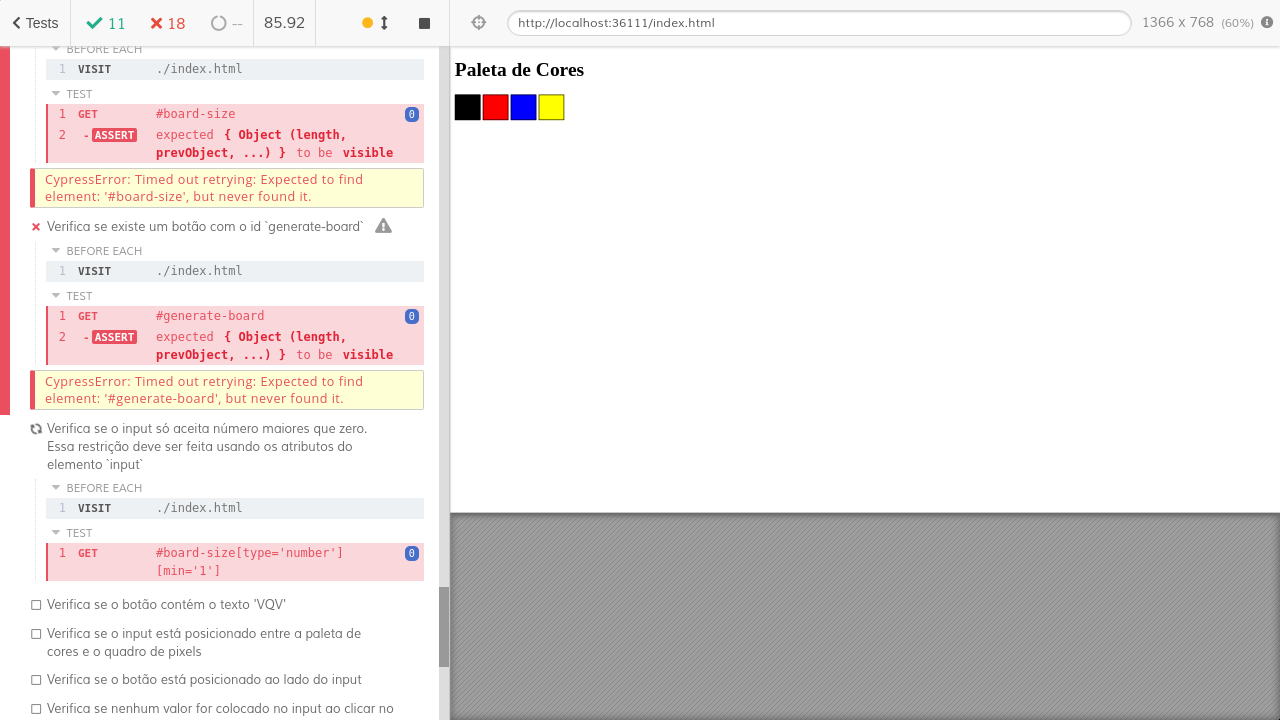 Tests 11 18 -- 85.92 http://localhost:36111/index.html 1366 x 768 (60%)
BEFORE EACH
1 VISIT ./index.html
TEST
1 GET #board-size 0
2 - ASSERT expected { Object (length,
prevObject, ...) } to be visible
CypressError: Timed out retrying: Expected to find
element: '#board-size', but never found it.
Verifica se existe um botão com o id `generate-board`
BEFORE EACH
1 VISIT ./index.html
TEST
1 GET #generate-board 0
2 - ASSERT expected { Object (length,
prevObject, ...) } to be visible
CypressError: Timed out retrying: Expected to find
element: '#generate-board', but never found it.
Verifica se o input só aceita número maiores que zero.
Essa restrição deve ser feita usando os atributos do
elemento `input`
BEFORE EACH
1 VISIT ./index.html
TEST
1 GET #board-size[type='number'] 0
[min='1']
Verifica se o botão contém o texto 'VQV'
Verifica se o input está posicionado entre a paleta de
cores e o quadro de pixels
Verifica se o botão está posicionado ao lado do input
Verifica se nenhum valor for colocado no input ao clicar no
Paleta de Cores